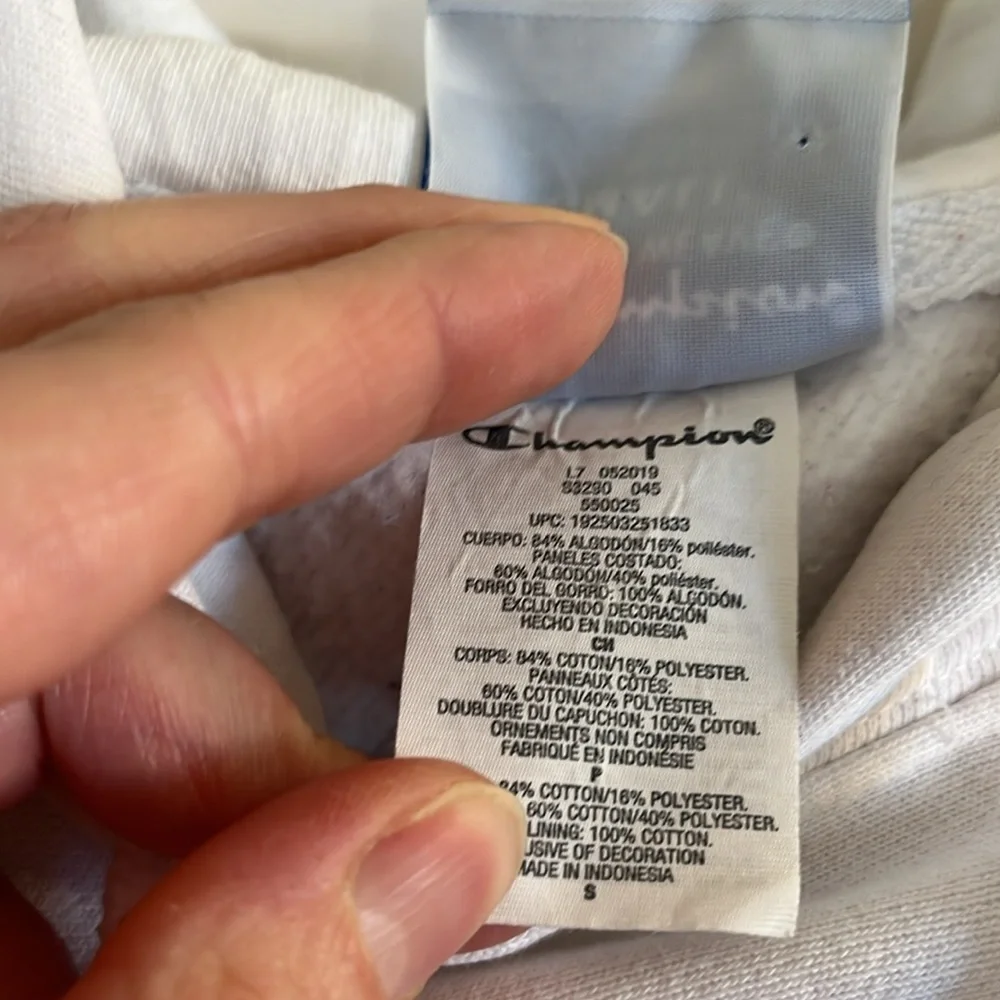 Champion®
L7 052019
S3290 045
550025
UPC: 192503251833
CUERPO: 84% ALGODÓN/16% poliéster.
PANELES COSTADO:
60% ALGODÓN/40% poliéster.
FORRO DEL GORRO: 100% ALGODÓN.
EXCLUYENDO DECORACIÓN
HECHO EN INDONESIA
CH
CORPS: 84% COTON/16% POLYESTER.
PANNEAUX CÔTÉS:
60% COTON/40% POLYESTER.
DOUBLURE DU CAPUCHON: 100% COTON.
ORNEMENTS NON COMPRIS
FABRIQUÉ EN INDONÉSIE
P
84% COTTON/16% POLYESTER.
60% COTTON/40% POLYESTER.
LINING: 100% COTTON.
OF DECORATION
MADE IN INDONESIA
S